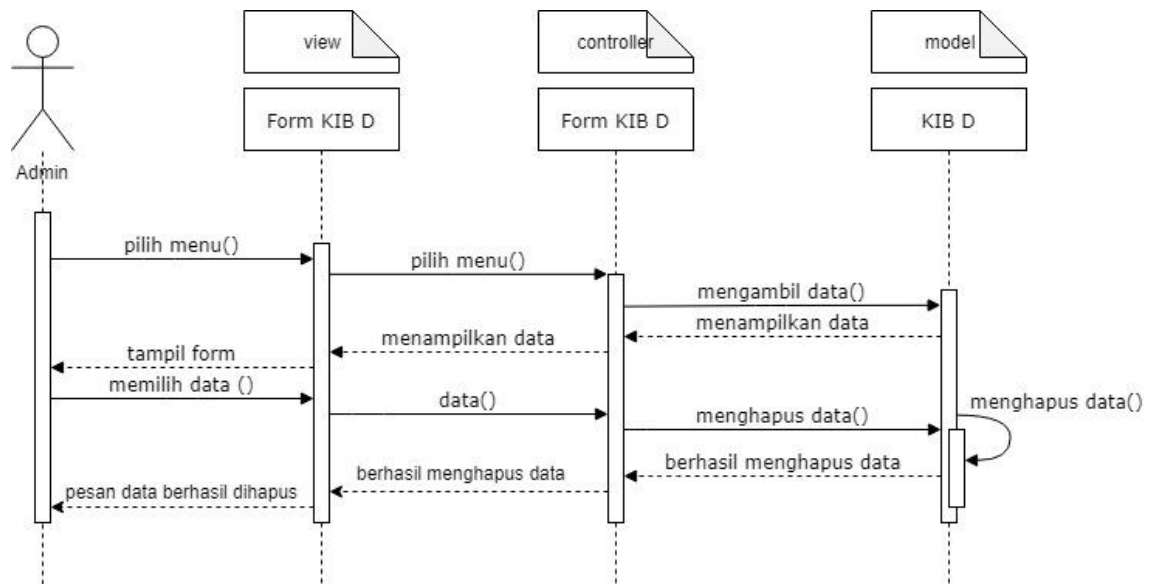 view
controller
model
Form KIB D
Form KIB D
KIB D
Admin
pilih menu()
pilih menu()
mengambil data()
menampilkan data
menampilkan data
tampil form
memilih data ()
data()
menghapus data()
menghapus data()
berhasil menghapus data
berhasil menghapus data
pesan data berhasil dihapus